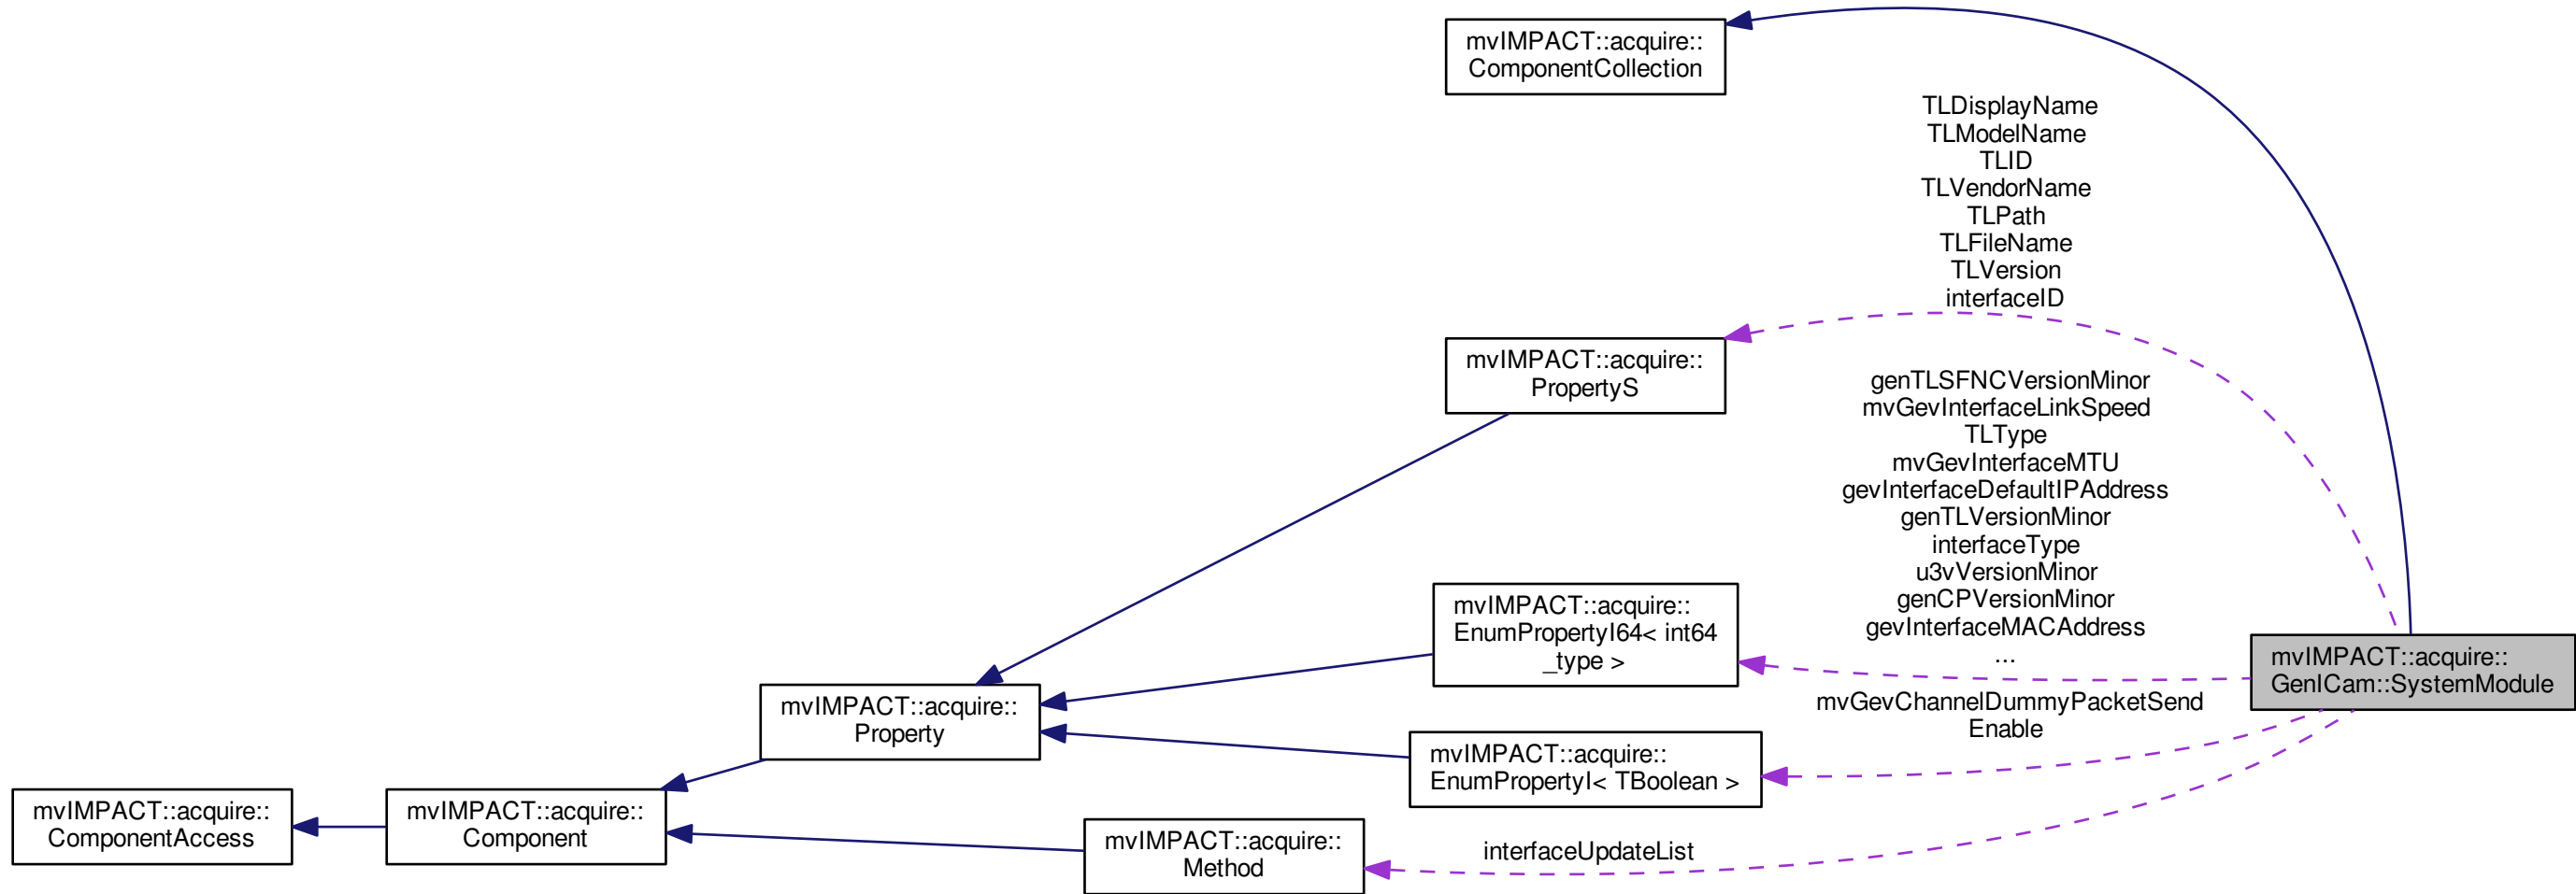 mvIMPACT::acquire::
ComponentCollection
TLDisplayName
TLModelName
TLID
TLVendorName
TLPath
TLFileName
TLVersion
interfaceID
mvIMPACT::acquire::
PropertyS
genTLSFNCVersionMinor
mvGevInterfaceLinkSpeed
TLType
mvGevInterfaceMTU
gevInterfaceDefaultIPAddress
genTLVersionMinor
interfaceType
u3vVersionMinor
genCPVersionMinor
gevInterfaceMACAddress
...
mvIMPACT::acquire::
EnumPropertyI64< int64
_type >
mvIMPACT::acquire::
GenICam::SystemModule
mvIMPACT::acquire::
Property
mvGevChannelDummyPacketSend
Enable
mvIMPACT::acquire::
EnumPropertyI< TBoolean >
mvIMPACT::acquire::
ComponentAccess
mvIMPACT::acquire::
Component
mvIMPACT::acquire::
Method
interfaceUpdateList